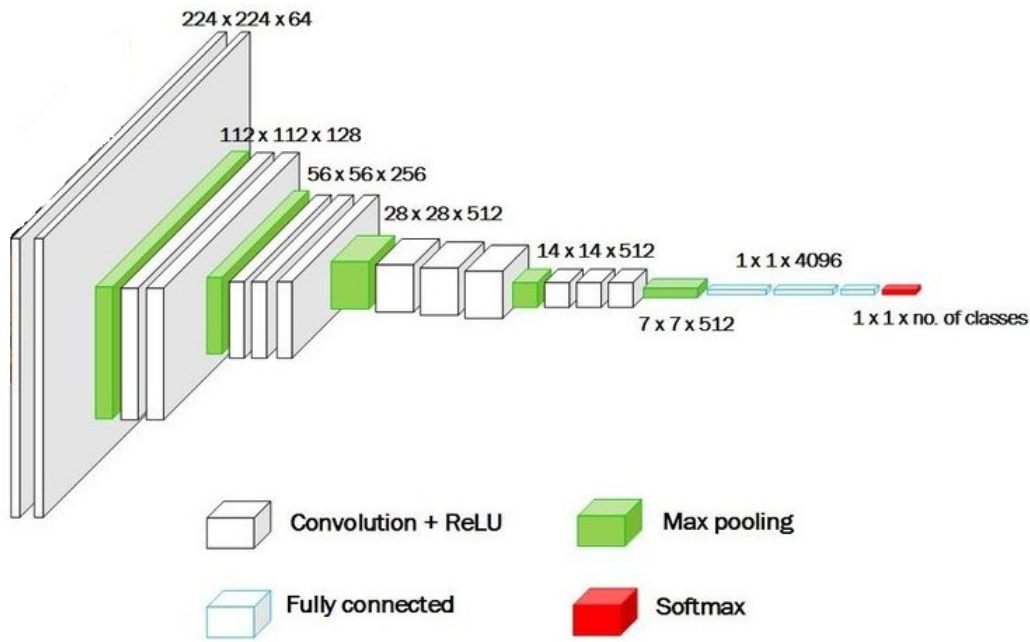 224 x 224 x 64
112 x 112 x 128
56 x 56 x 256
28 x 28 x 512
14 x 14 x 512
1 x 1 x 4096
7 x 7 x 512
1 x 1 x no. of classes
Convolution + ReLU
Max pooling
Fully connected
Softmax